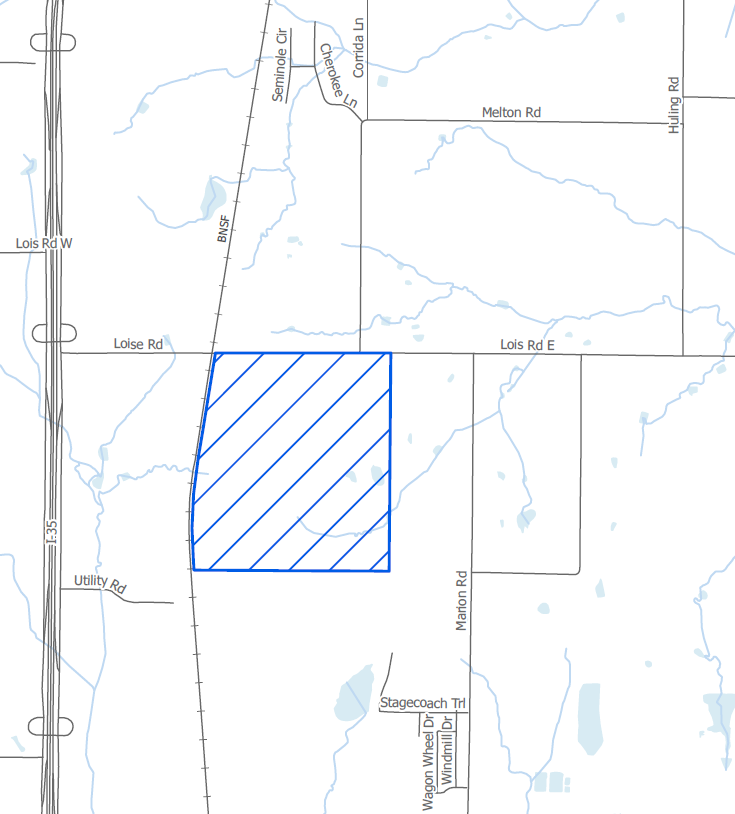 Seminole Cir
Cherokee Ln
Corrida Ln
Huling Rd
Melton Rd
BNSF
Lois Rd W
Loise Rd
Lois Rd E
I-35
Utility Rd
Marion Rd
Stagecoach Trl
Wagon Wheel Dr
Windmill Dr